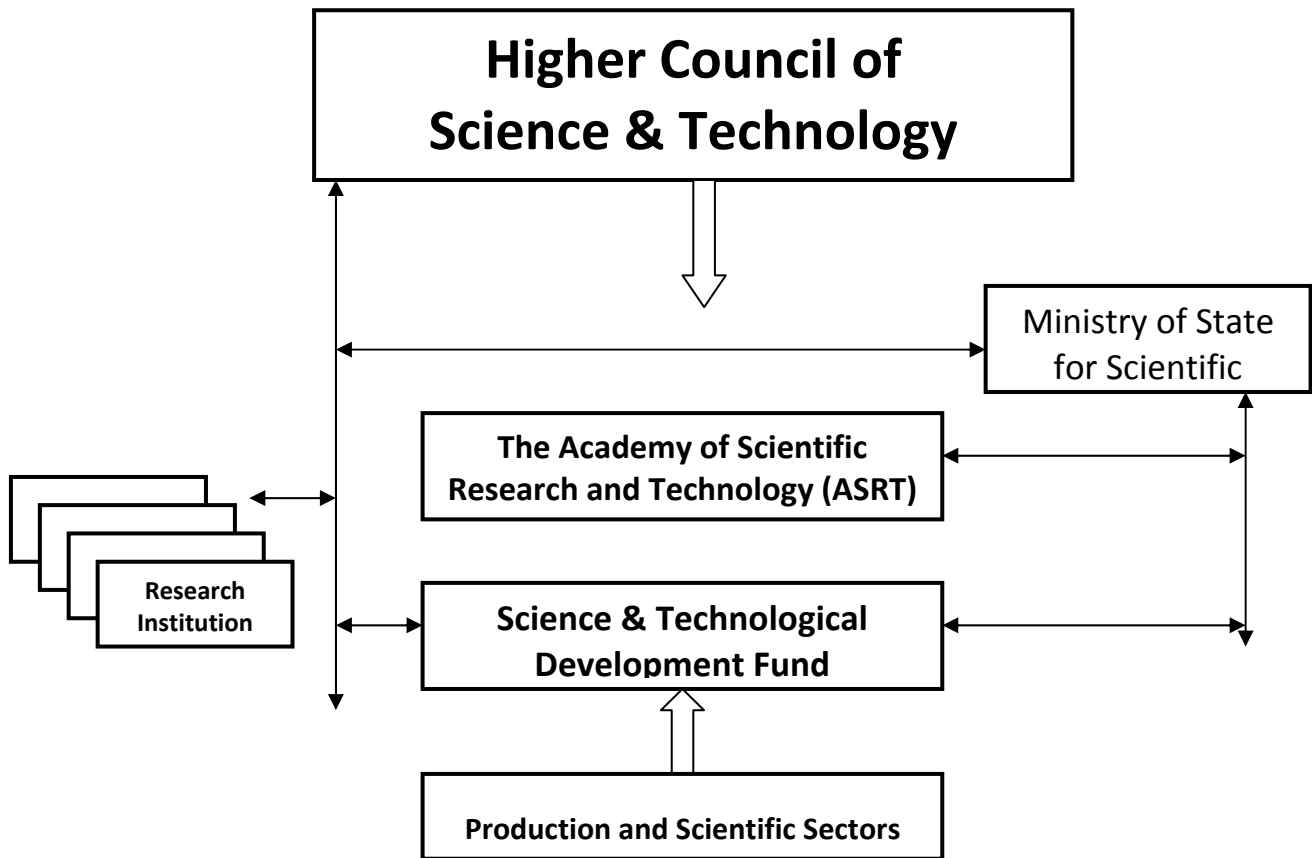 Higher Council of
Science & Technology
Ministry of State
for Scientific
The Academy of Scientific
Research and Technology (ASRT)
Research
Institution
Science & Technological
Development Fund
Production and Scientific Sectors